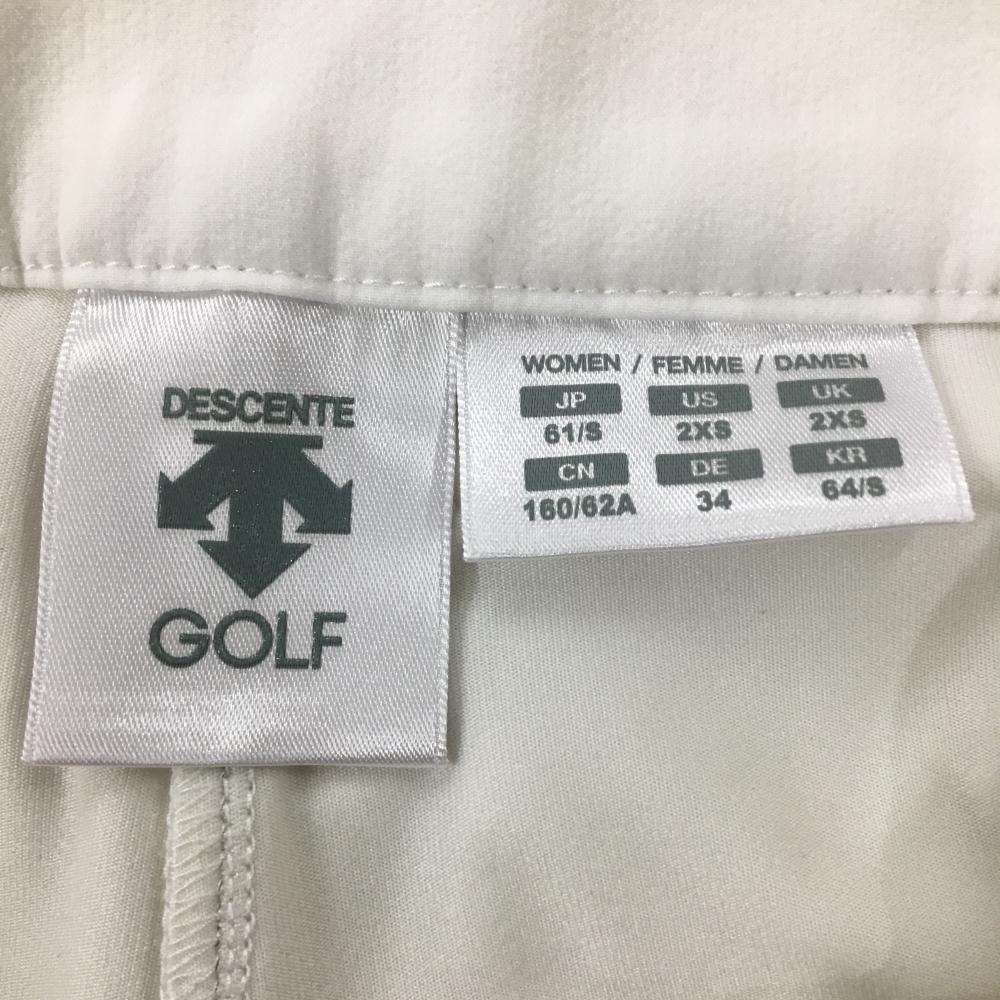 DESCENTE
GOLF
WOMEN / FEMME / DAMEN
JP US UK
61/S 2XS 2XS
CN DE KR
160/62A 34 64/S